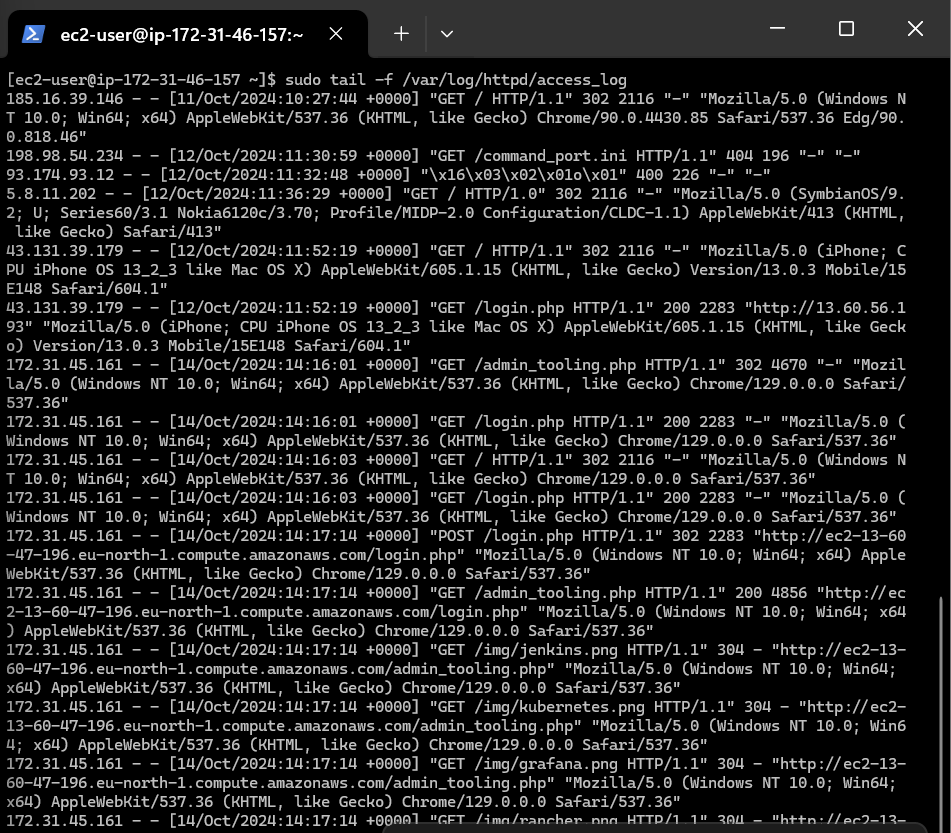 ec2-user@ip-172-31-46-157:~
[ec2-user@ip-172-31-46-157 ~]$ sudo tail -f /var/log/httpd/access_log
185.16.39.146 - - [11/Oct/2024:10:27:44 +0000] "GET / HTTP/1.1" 302 2116 "-" "Mozilla/5.0 (Windows N
T 10.0; Win64; x64) AppleWebKit/537.36 (KHTML, like Gecko) Chrome/90.0.4430.85 Safari/537.36 Edg/90.
0.818.46"
198.98.54.234 - - [12/Oct/2024:11:30:59 +0000] "GET /command_port.ini HTTP/1.1" 404 196 "-" "-"
93.174.93.12 - - [12/Oct/2024:11:32:48 +0000] "\x16\x03\x02\x01o\x01" 400 226 "-" "-"
5.8.11.202 - - [12/Oct/2024:11:36:29 +0000] "GET / HTTP/1.0" 302 2116 "-" "Mozilla/5.0 (SymbianOS/9.
2; U; Series60/3.1 Nokia6120c/3.70; Profile/MIDP-2.0 Configuration/CLDC-1.1) AppleWebKit/413 (KHTML,
 like Gecko) Safari/413"
43.131.39.179 - - [12/Oct/2024:11:52:19 +0000] "GET / HTTP/1.1" 302 2116 "-" "Mozilla/5.0 (iPhone; C
PU iPhone OS 13_2_3 like Mac OS X) AppleWebKit/605.1.15 (KHTML, like Gecko) Version/13.0.3 Mobile/15
E148 Safari/604.1"
43.131.39.179 - - [12/Oct/2024:11:52:19 +0000] "GET /login.php HTTP/1.1" 200 2283 "http://13.60.56.1
93" "Mozilla/5.0 (iPhone; CPU iPhone OS 13_2_3 like Mac OS X) AppleWebKit/605.1.15 (KHTML, like Geck
o) Version/13.0.3 Mobile/15E148 Safari/604.1"
172.31.45.161 - - [14/Oct/2024:14:16:01 +0000] "GET /admin_tooling.php HTTP/1.1" 302 4670 "-" "Mozil
la/5.0 (Windows NT 10.0; Win64; x64) AppleWebKit/537.36 (KHTML, like Gecko) Chrome/129.0.0.0 Safari/
537.36"
172.31.45.161 - - [14/Oct/2024:14:16:01 +0000] "GET /login.php HTTP/1.1" 200 2283 "-" "Mozilla/5.0 (
Windows NT 10.0; Win64; x64) AppleWebKit/537.36 (KHTML, like Gecko) Chrome/129.0.0.0 Safari/537.36"
172.31.45.161 - - [14/Oct/2024:14:16:03 +0000] "GET / HTTP/1.1" 302 2116 "-" "Mozilla/5.0 (Windows N
T 10.0; Win64; x64) AppleWebKit/537.36 (KHTML, like Gecko) Chrome/129.0.0.0 Safari/537.36"
172.31.45.161 - - [14/Oct/2024:14:16:03 +0000] "GET /login.php HTTP/1.1" 200 2283 "-" "Mozilla/5.0 (
Windows NT 10.0; Win64; x64) AppleWebKit/537.36 (KHTML, like Gecko) Chrome/129.0.0.0 Safari/537.36"
172.31.45.161 - - [14/Oct/2024:14:17:14 +0000] "POST /login.php HTTP/1.1" 302 2283 "http://ec2-13-60
-47-196.eu-north-1.compute.amazonaws.com/login.php" "Mozilla/5.0 (Windows NT 10.0; Win64; x64) Apple
WebKit/537.36 (KHTML, like Gecko) Chrome/129.0.0.0 Safari/537.36"
172.31.45.161 - - [14/Oct/2024:14:17:14 +0000] "GET /admin_tooling.php HTTP/1.1" 200 4856 "http://ec
2-13-60-47-196.eu-north-1.compute.amazonaws.com/login.php" "Mozilla/5.0 (Windows NT 10.0; Win64; x64
) AppleWebKit/537.36 (KHTML, like Gecko) Chrome/129.0.0.0 Safari/537.36"
172.31.45.161 - - [14/Oct/2024:14:17:14 +0000] "GET /img/jenkins.png HTTP/1.1" 304 - "http://ec2-13-
60-47-196.eu-north-1.compute.amazonaws.com/admin_tooling.php" "Mozilla/5.0 (Windows NT 10.0; Win64; 
x64) AppleWebKit/537.36 (KHTML, like Gecko) Chrome/129.0.0.0 Safari/537.36"
172.31.45.161 - - [14/Oct/2024:14:17:14 +0000] "GET /img/kubernetes.png HTTP/1.1" 304 - "http://ec2-
13-60-47-196.eu-north-1.compute.amazonaws.com/admin_tooling.php" "Mozilla/5.0 (Windows NT 10.0; Win6
4; x64) AppleWebKit/537.36 (KHTML, like Gecko) Chrome/129.0.0.0 Safari/537.36"
172.31.45.161 - - [14/Oct/2024:14:17:14 +0000] "GET /img/grafana.png HTTP/1.1" 304 - "http://ec2-13-
60-47-196.eu-north-1.compute.amazonaws.com/admin_tooling.php" "Mozilla/5.0 (Windows NT 10.0; Win64; 
x64) AppleWebKit/537.36 (KHTML, like Gecko) Chrome/129.0.0.0 Safari/537.36"
172.31.45.161 - - [14/Oct/2024:14:17:14 +0000] "GET /img/rancher.png HTTP/1.1" 304 - "http://ec2-13-